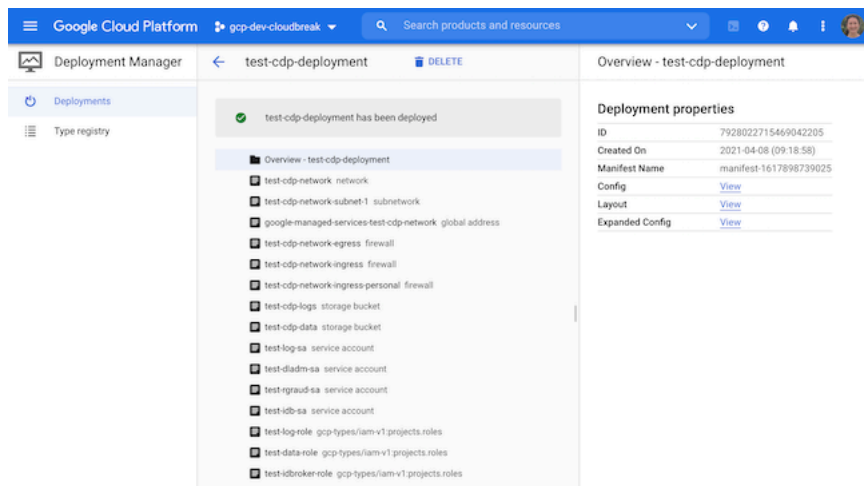 Google Cloud Platform
gcp-dev-cloudbreak
Search products and resources
Deployment Manager
Deployments
Type registry
test-cdp-deployment
DELETE
test-cdp-deployment has been deployed
Overview - test-cdp-deployment
test-cdp-network network
test-cdp-network-subnet-1 subnetwork
google-managed-services-test-cdp-network global address
test-cdp-network-egress firewall
test-cdp-network-ingress firewall
test-cdp-network-ingress-personal firewall
test-cdp-logs storage bucket
test-cdp-data storage bucket
test-log-sa service account
test-dladm-sa service account
test-rgraud-sa service account
test-idb-sa service account
test-log-role gcp-types/iam-v1:projects.roles
test-data-role gcp-types/iam-v1:projects.roles
test-idbroker-role gcp-types/iam-v1:projects.roles
Overview - test-cdp-deployment
Deployment properties
ID 7928022715469042205
Created On 2021-04-08 (09:18:58)
Manifest Name manifest-1617898739025
Config View
Layout View
Expanded Config View